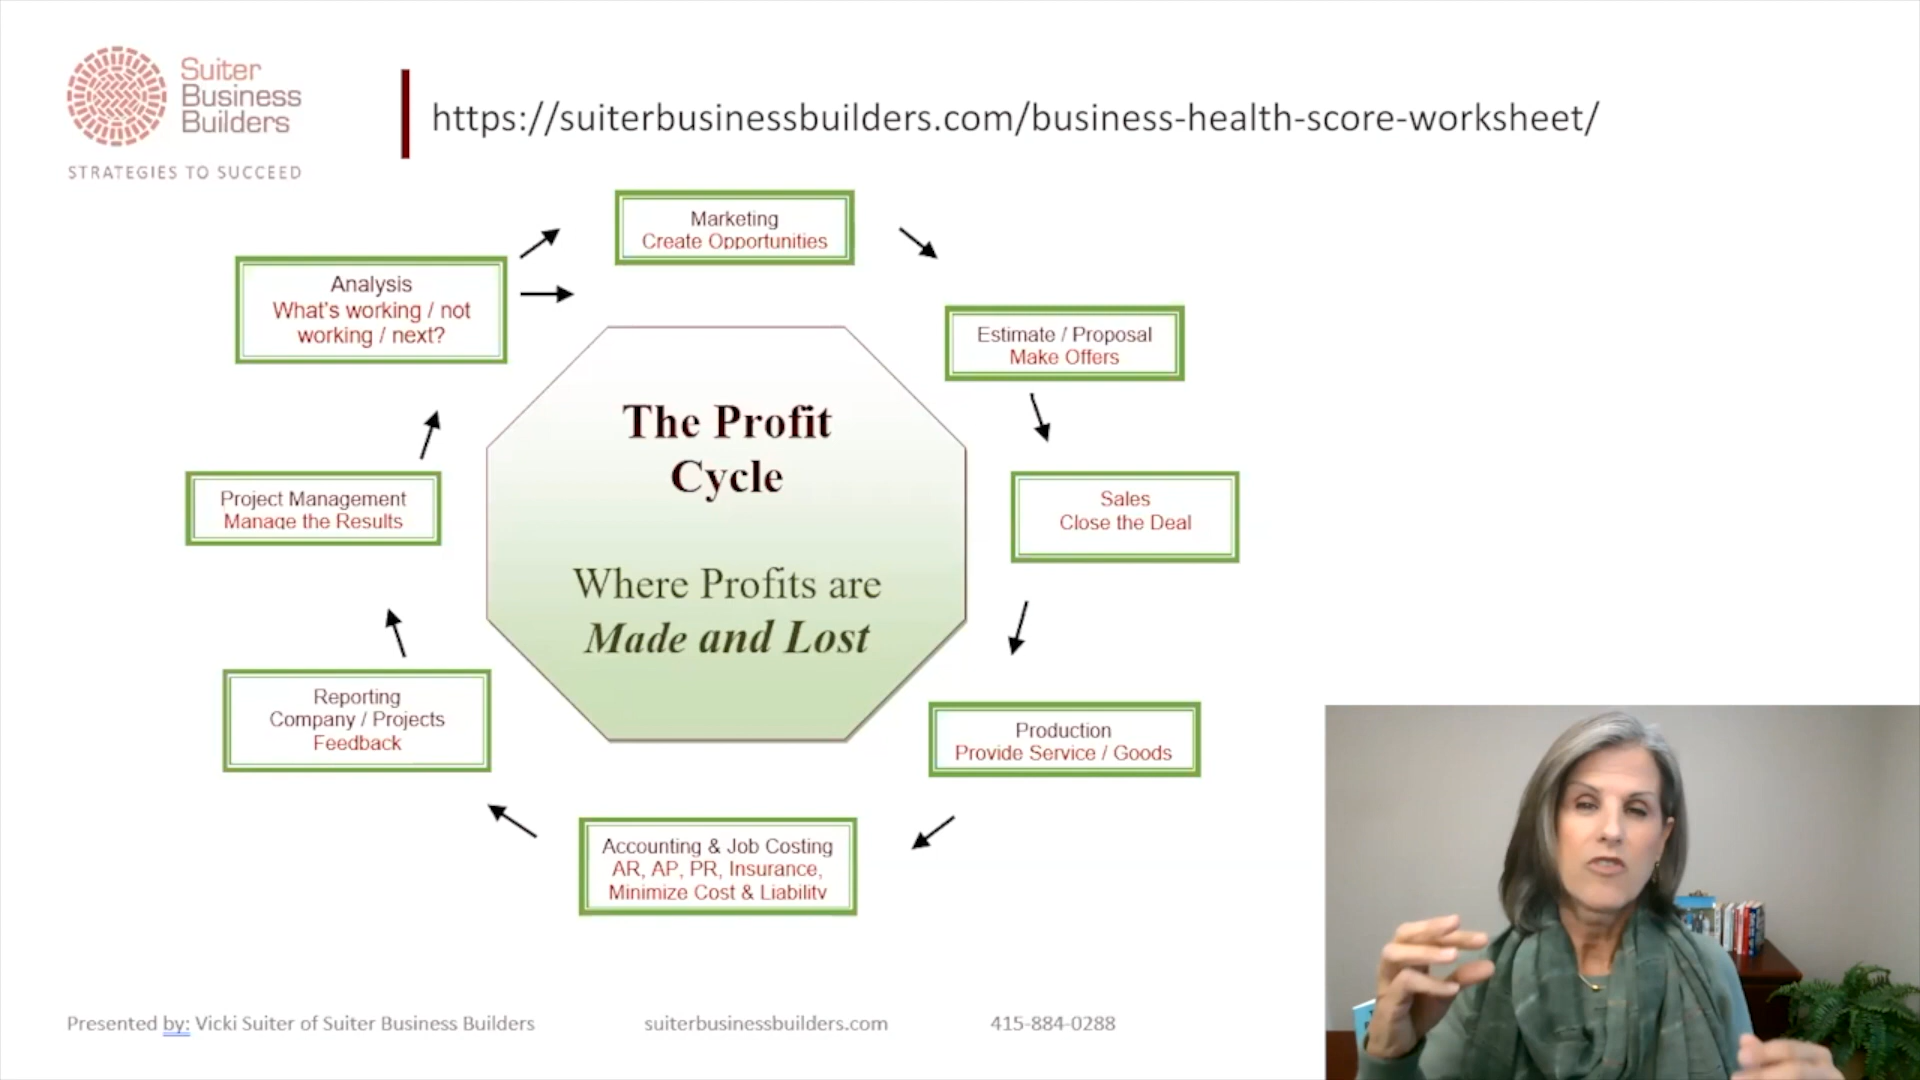 Suiter
Business
Builders
STRATEGIES TO SUCCEED
https://suiterbusinessbuilders.com/business-health-score-worksheet/
Marketing
Create Opportunities
Analysis
What's working / not
working / next?
Estimate / Proposal
Make Offers
The Profit
Cycle
Where Profits are
Made and Lost
Project Management
Manage the Results
Sales
Close the Deal
Reporting
Company / Projects
Feedback
Production
Provide Service / Goods
Accounting & Job Costing
AR, AP, PR, Insurance,
Minimize Cost & Liability
Presented by: Vicki Suiter of Suiter Business Builders
suiterbusinessbuilders.com
415-884-0288